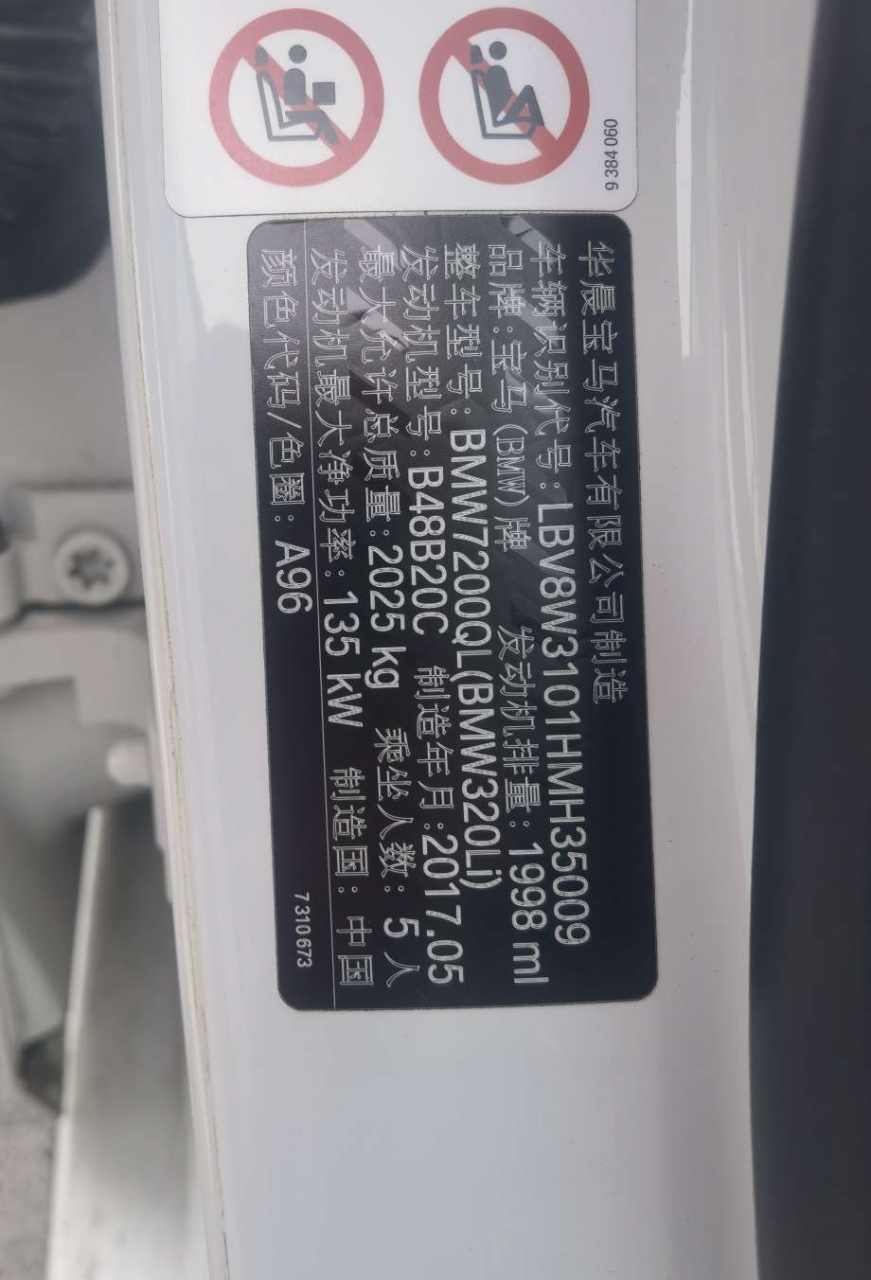 9 384 060
华晨宝马汽车有限公司制造
车辆识别代号:LBV8W3101HMH35009
品牌:宝马(BMW)牌 发动机排量:1998 ml
整车型号:BMW7200QL(BMW320Li)
发动机型号:B48B20C 制造年月:2017.05
最大允许总质量:2025 kg 乘坐人数:5人
发动机最大净功率:135 kW 制造国:中国
颜色代码/色圈:A96
7 310 673